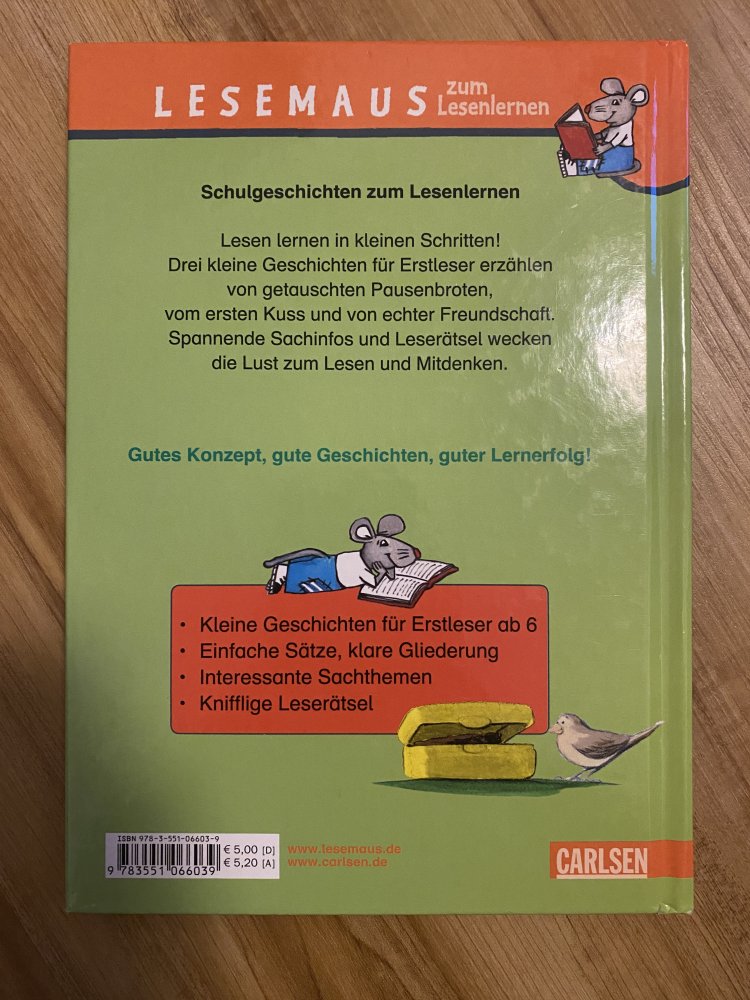 LESEMAUS zum
Lesenlernen
Schulgeschichten zum Lesenlernen
Lesen lernen in kleinen Schritten!
Drei kleine Geschichten für Erstleser erzählen
von getauschten Pausenbroten,
vom ersten Kuss und von echter Freundschaft.
Spannende Sachinfos und Leserätsel wecken
die Lust zum Lesen und Mitdenken.
Gutes Konzept, gute Geschichten, guter Lernerfolg!
• Kleine Geschichten für Erstleser ab 6
• Einfache Sätze, klare Gliederung
• Interessante Sachthemen
• Knifflige Leserätsel
ISBN 978-3-551-06603-9
€ 5,00 [D]
€ 5,20 [A]
9 783551 066039
www.lesemaus.de
www.carlsen.de
CARLSEN